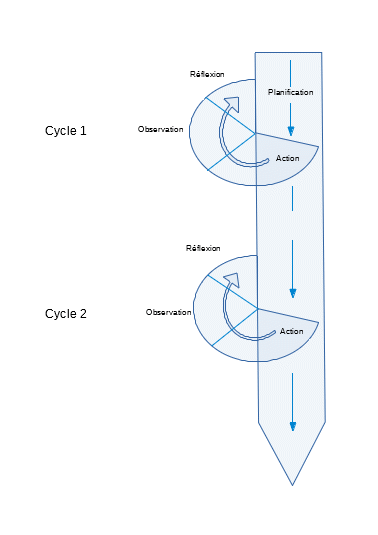 Réflexion
Planification
Cycle 1
Observation
Action
Réflexion
Cycle 2
Observation
Action